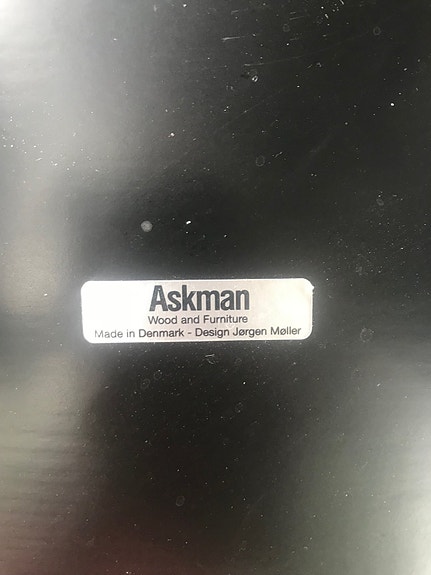 Askman
Wood and Furniture
Made in Denmark - Design Jørgen Møller